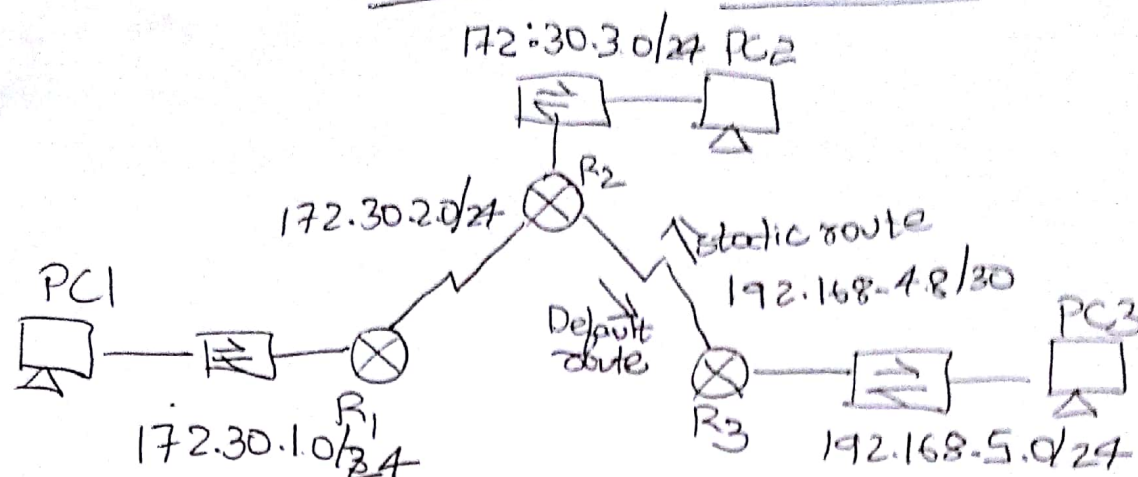 172:30.3.0/24 PC2
R2
172.30.2.0/24
static route
192.168.4.8/30
PC1
Default
route
PC3
R1
R3
172.30.1.0/24
192.168.5.0/24